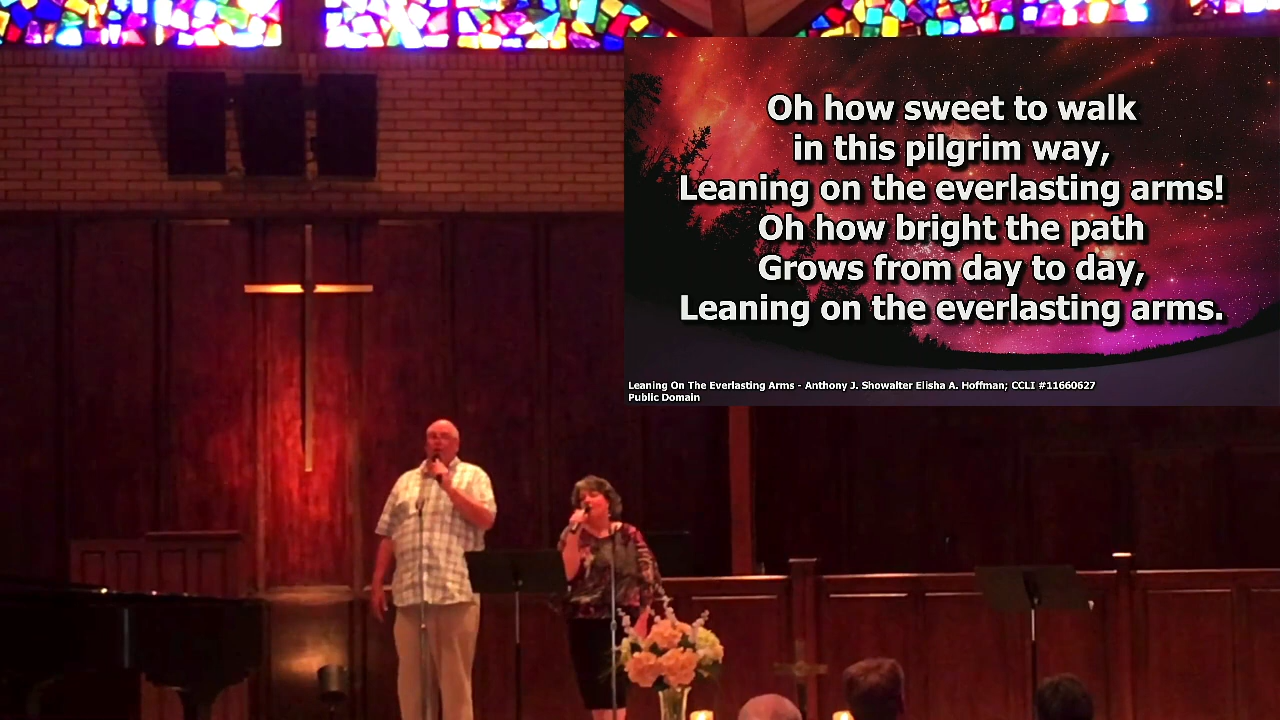 Oh how sweet to walk
in this pilgrim way,
Leaning on the everlasting arms!
Oh how bright the path
Grows from day to day,
Leaning on the everlasting arms.
Leaning On The Everlasting Arms - Anthony J. Showalter Elisha A. Hoffman; CCLI #11660627
Public Domain